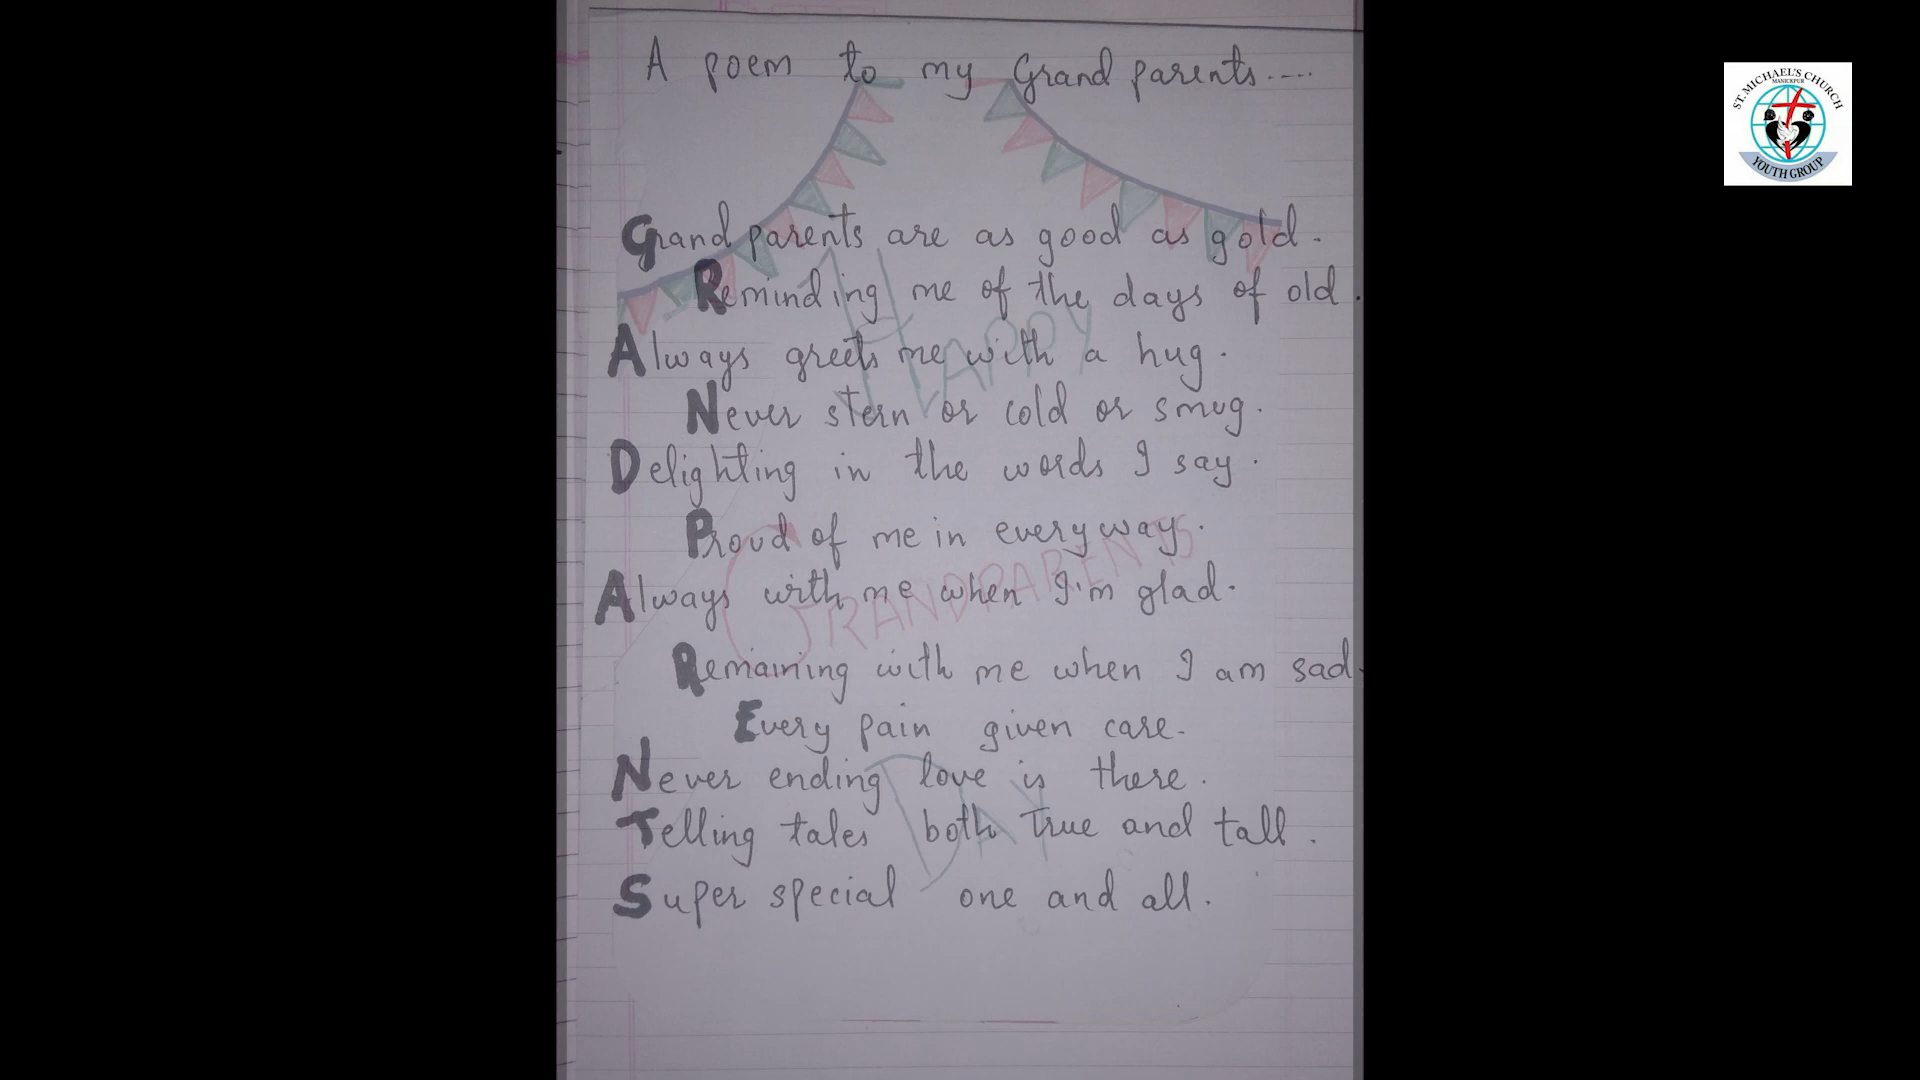 A poem to my Grand parents....
Grand parents are as good as gold.
Reminding me of the days of old.
Always greets me with a hug.
Never stern or cold or smug.
Delighting in the words I say.
Proud of me in every way.
Always with me when I'm glad.
Remaining with me when I am sad.
Every pain given care.
Never ending love is there.
Telling tales both true and tall.
Super special one and all.
HAPPY
GRANDPARENTS
DAY
ST. MICHAEL'S CHURCH
MANICKPUR
YOUTH GROUP